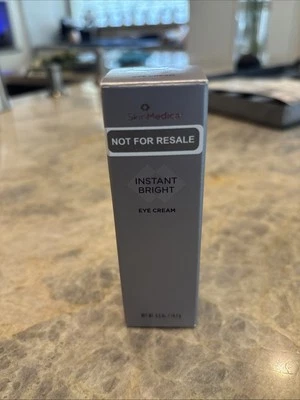 SkinMedica
NOT FOR RESALE
INSTANT
BRIGHT
EYE CREAM